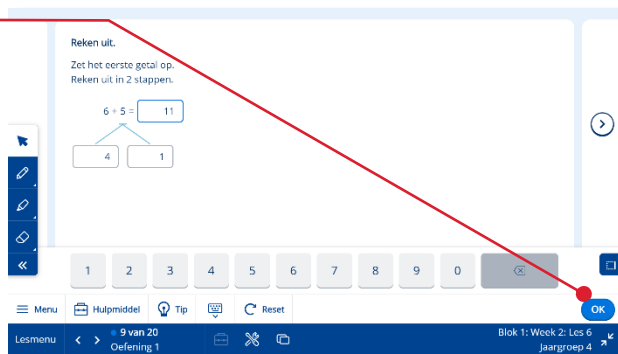 Reken uit.
Zet het eerste getal op.
Reken uit in 2 stappen.
6 + 5 = 11
4 1
1 2 3 4 5 6 7 8 9 0
Menu Hulpmiddel Tip Reset OK
Lesmenu 9 van 20 Blok 1: Week 2: Les 6
Oefening 1 Jaargroep 4